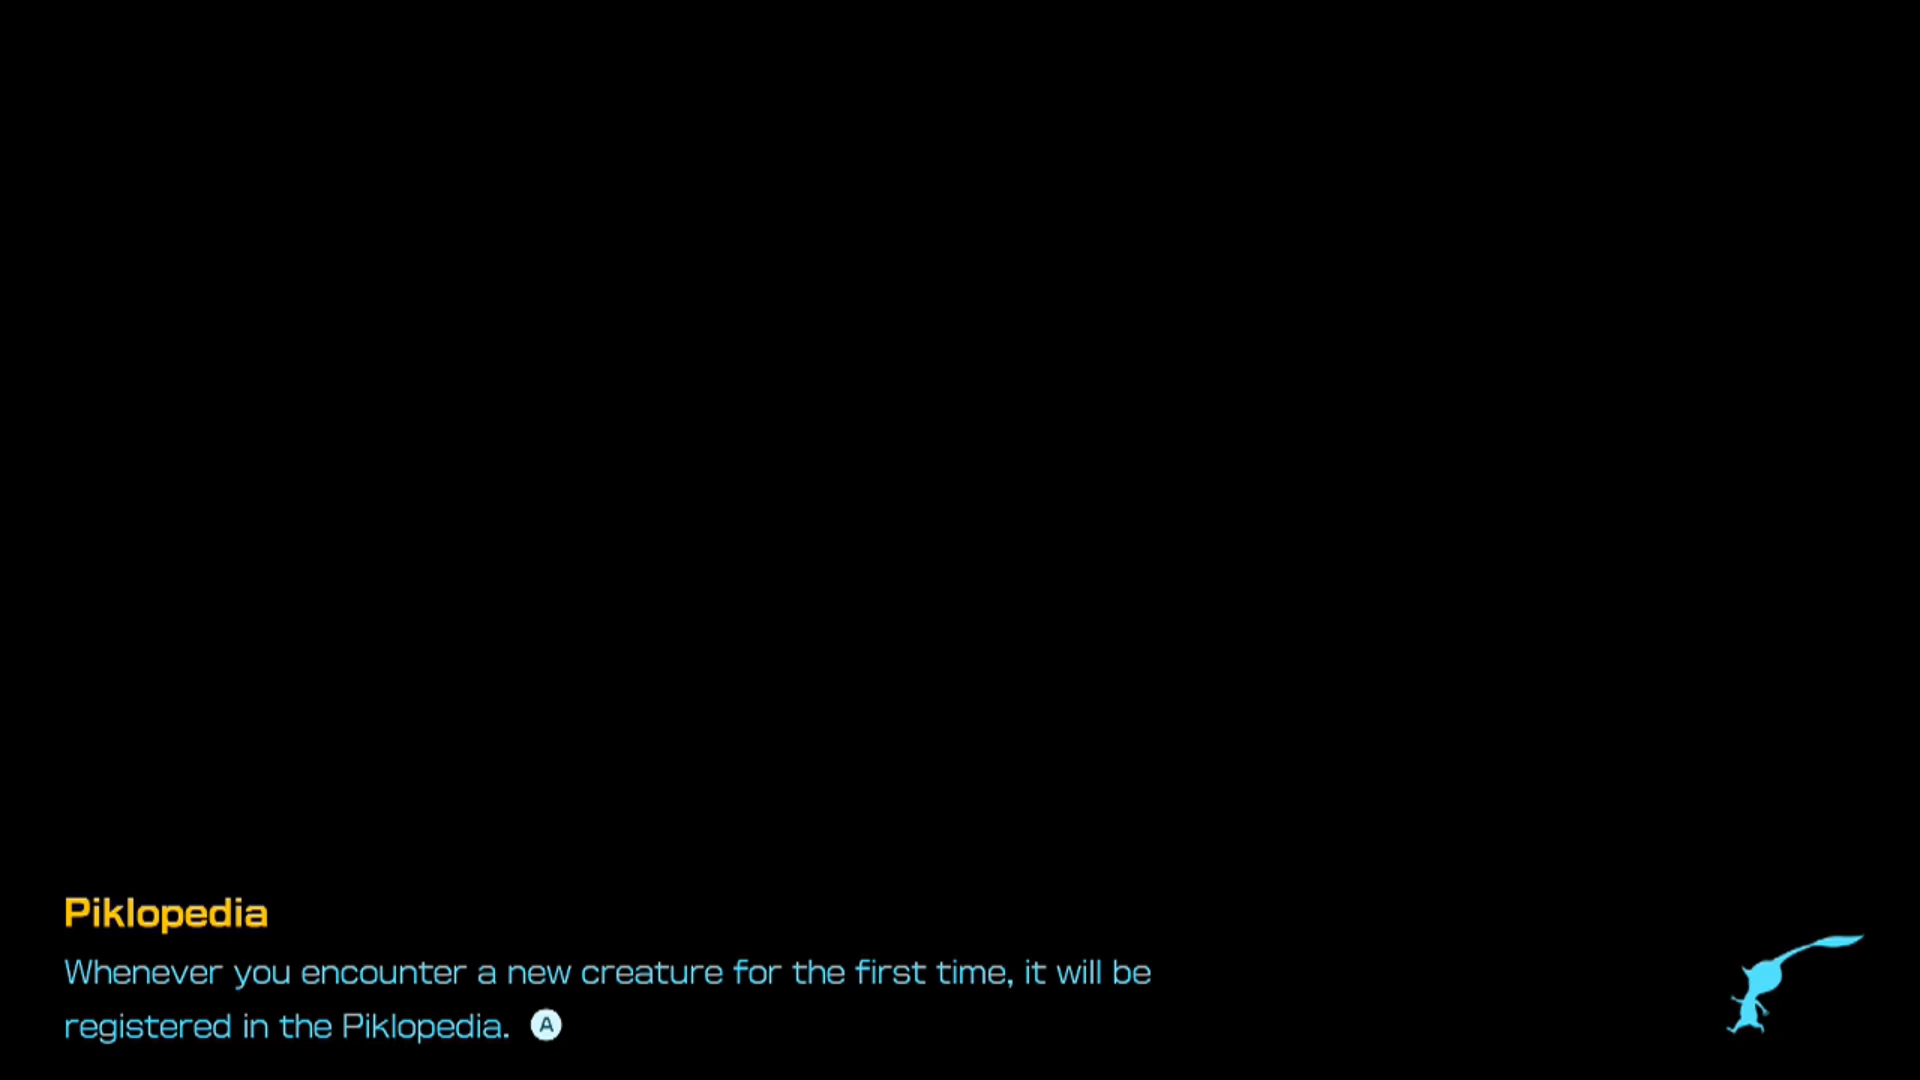 Piklopedia
Whenever you encounter a new creature for the first time, it will be
registered in the Piklopedia. A